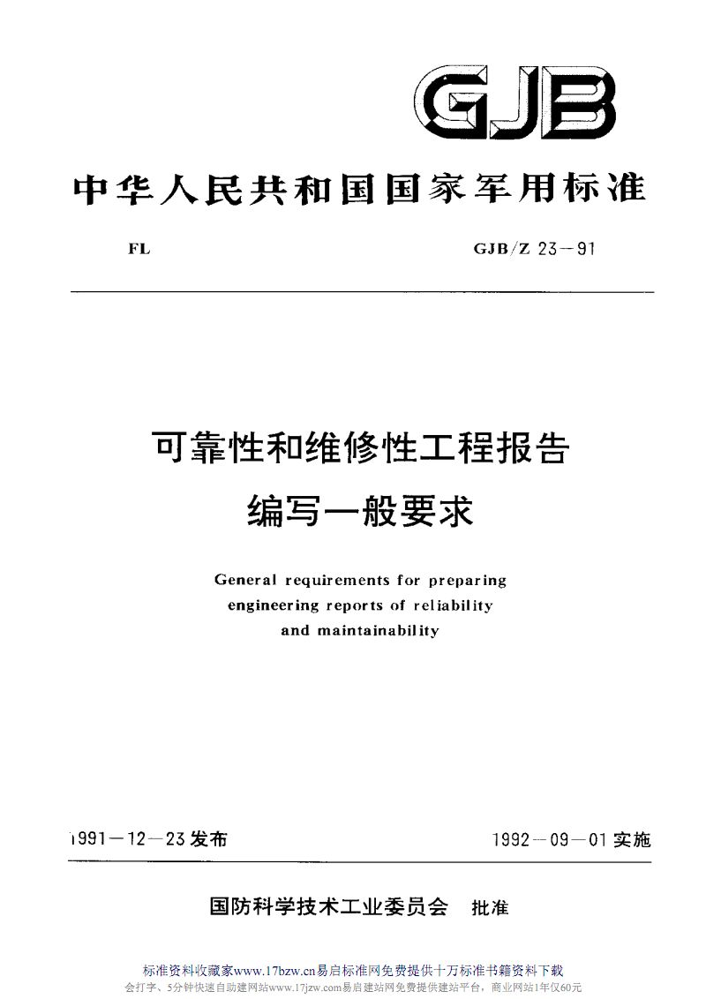 GJB
中华人民共和国国家军用标准
FL GJB/Z 23—91
可靠性和维修性工程报告
编写一般要求
General requirements for preparing
engineering reports of reliability
and maintainability
1991—12—23 发布 1992—09—01 实施
国防科学技术工业委员会 批准
标准资料收藏家www.17bzw.cn易启标准网免费提供十万标准书籍资料下载
会打字、5分钟快速自助建网站www.17jzw.com易启建站网免费提供建站平台，商业网站1年仅60元